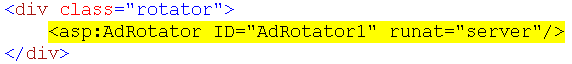 <div class="rotator">
<asp:AdRotator ID="AdRotator1" runat="server"/>
</div>